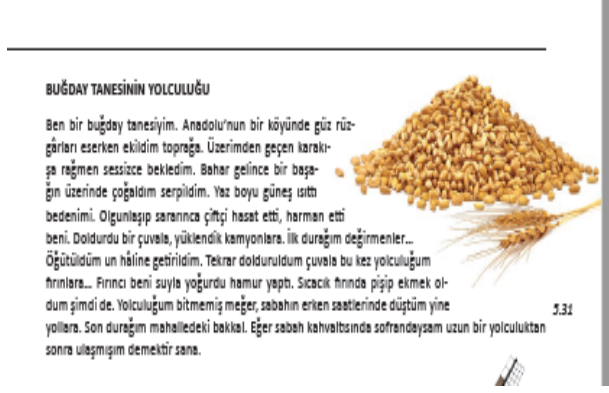 BUĞDAY TANESİNİN YOLCULUĞU
Ben bir buğday tanesiyim. Anadolu’nun bir köyünde güz rüz-
gârları eserken ekildim toprağa. Üzerimden geçen karakı-
şa rağmen sessizce bekledim. Bahar gelince bir başa-
ğın üzerinde çoğaldım serpildim. Yaz boyu güneş ısıttı
bedenimi. Olgunlaşıp sararınca çiftçi hasat etti, harman etti
beni. Doldurdu bir çuvala, yüklendik kamyonlara. İlk durağım değirmenler...
Öğütüldüm un hâline getirildim. Tekrar dolduruldum çuvala bu kez yolculuğum
fırınlara... Fırıncı beni suyla yoğurdu hamur yaptı. Sıcacık fırında pişip ekmek ol-
dum şimdi de. Yolculuğum bitmemiş meğer, sabahın erken saatlerinde düştüm yine
yollara. Son durağım mahalledeki bakkal. Eğer sabah kahvaltısında sofrandaysam uzun bir yolculuktan
sonra ulaşmışım demektir sana.
5.31